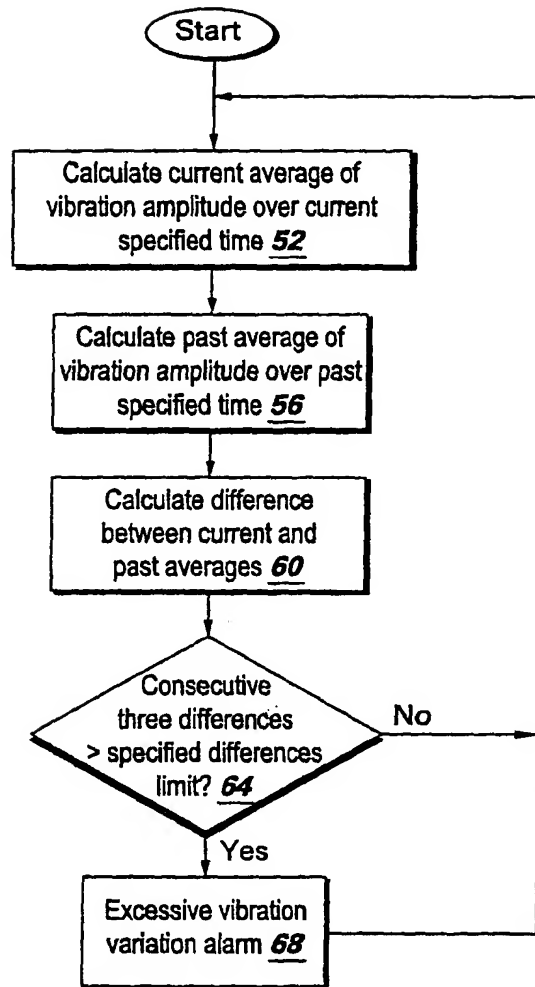 Start
Calculate current average of
vibration amplitude over current
specified time 52
Calculate past average of
vibration amplitude over past
specified time 56
Calculate difference
between current and
past averages 60
Consecutive
three differences
> specified differences
limit? 64
No
Yes
Excessive vibration
variation alarm 68